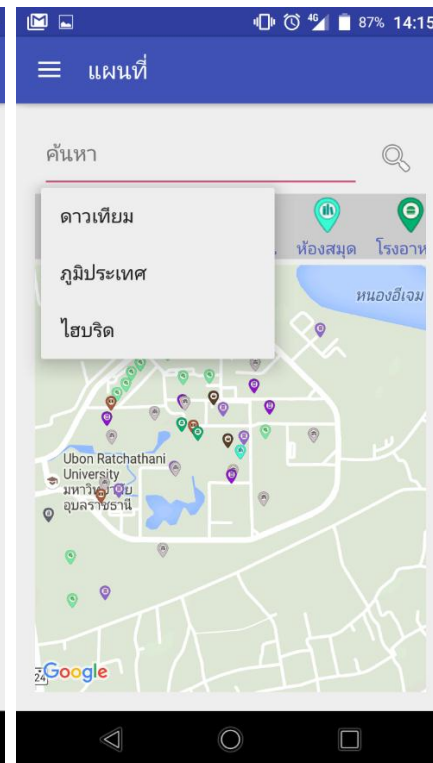 4G 87% 14:15
แผนที่
ค้นหา
ดาวเทียม
ภูมิประเทศ
ไฮบริด
ห้องสมุด โรงอาห
หนองอีเจม
Ubon Ratchathani
University
มหาวิทยาลัย
อุบลราชธานี
24
Google